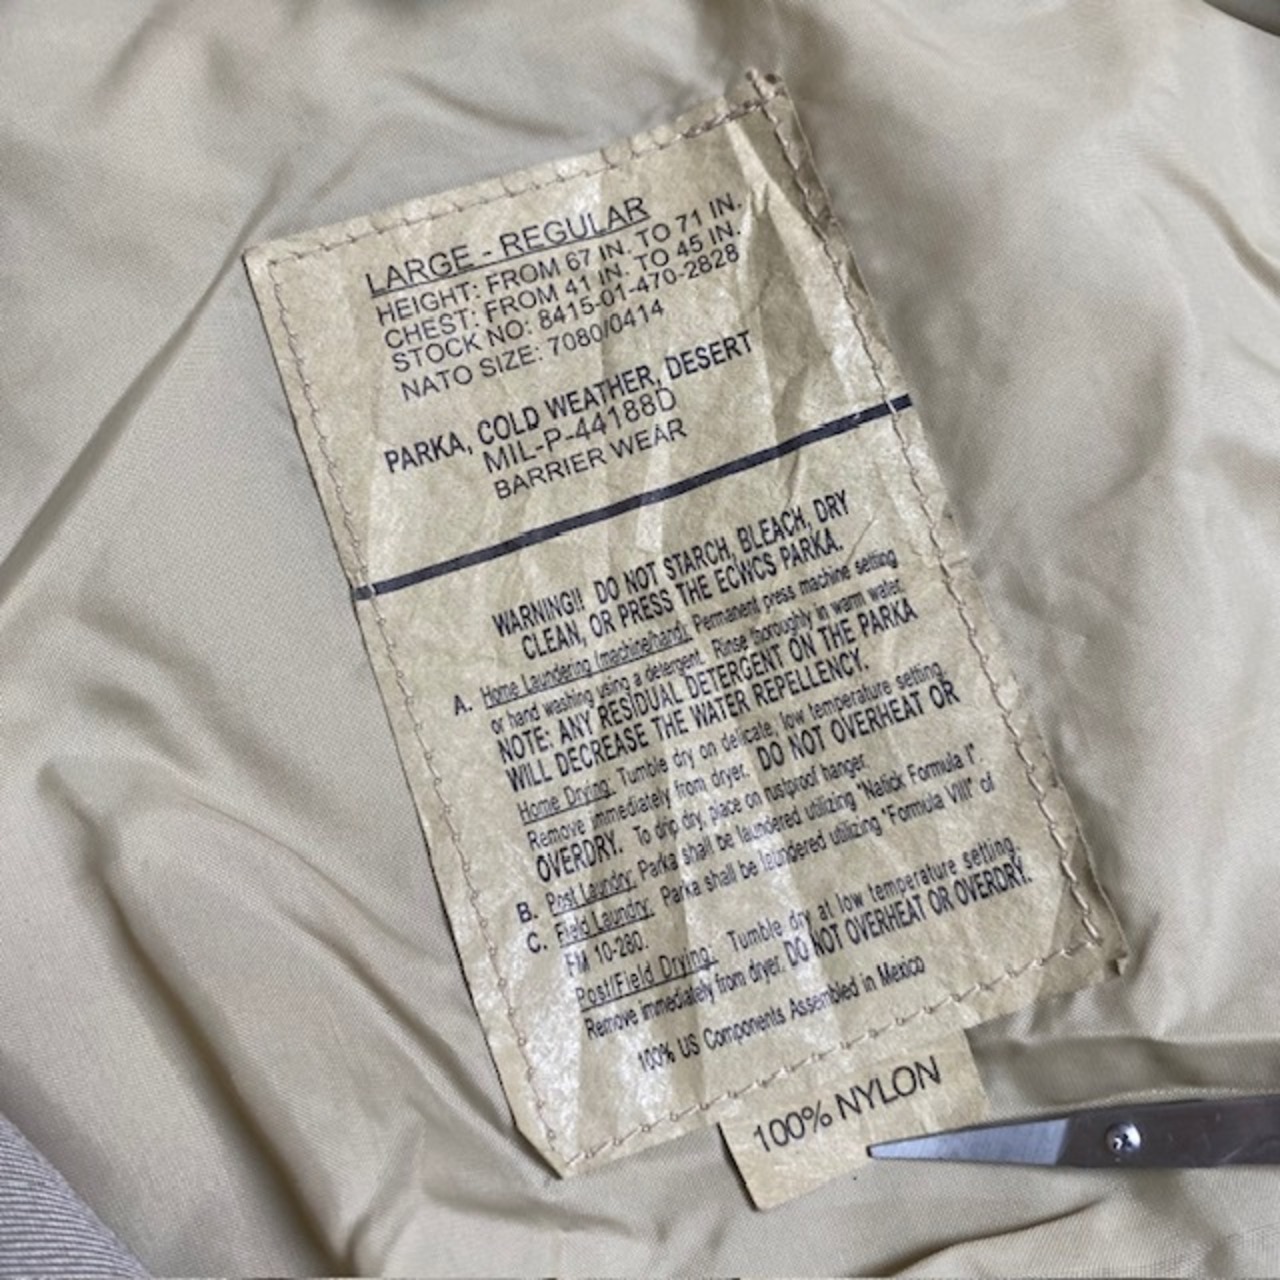 LARGE - REGULAR
HEIGHT: FROM 67 IN. TO 71 IN.
CHEST: FROM 41 IN. TO 45 IN.
STOCK NO: 8415-01-470-2828
NATO SIZE: 7080/0414
PARKA, COLD WEATHER, DESERT
MIL-P-44188D
BARRIER WEAR
WARNING!! DO NOT STARCH, BLEACH, DRY
CLEAN, OR PRESS THE ECWCS PARKA.
A. Home Laundering (machine/hand): Permanent press machine setting
or hand washing using a detergent. Rinse thoroughly in warm water.
NOTE: ANY RESIDUAL DETERGENT ON THE PARKA
WILL DECREASE THE WATER REPELLENCY.
Home Drying: Tumble dry on delicate, low temperature setting.
Remove immediately from dryer. DO NOT OVERHEAT OR
OVERDRY. To drip dry, place on rustproof hanger.
B. Post Laundry: Parka shall be laundered utilizing "Natick Formula I".
C. Field Laundry: Parka shall be laundered utilizing "Formula VIII" of
FM 10-280.
Post/Field Drying: Tumble dry at low temperature setting.
Remove immediately from dryer. DO NOT OVERHEAT OR OVERDRY.
100% US Components Assembled in Mexico
100% NYLON